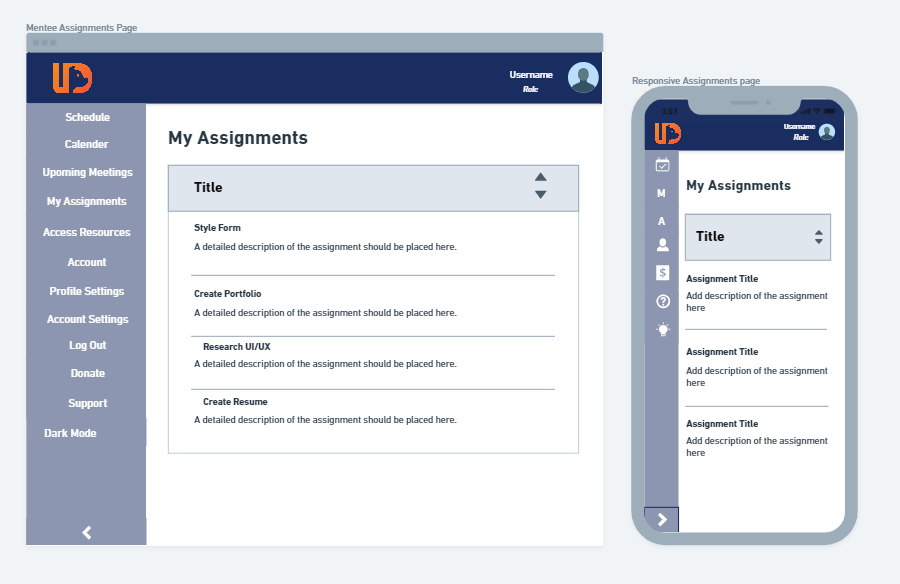 Mentee Assignments Page
UD
Username
Role
Schedule
Calender
Upoming Meetings
My Assignments
Access Resources
Account
Profile Settings
Account Settings
Log Out
Donate
Support
Dark Mode
My Assignments
Title
Style Form
A detailed description of the assignment should be placed here.
Create Portfolio
A detailed description of the assignment should be placed here.
Research UI/UX
A detailed description of the assignment should be placed here.
Create Resume
A detailed description of the assignment should be placed here.
Responsive Assignments page
3:03
UD
Username
Role
M
A
$
?
My Assignments
Title
Assignment Title
Add description of the assignment
here
Assignment Title
Add description of the assignment
here
Assignment Title
Add description of the assignment
here